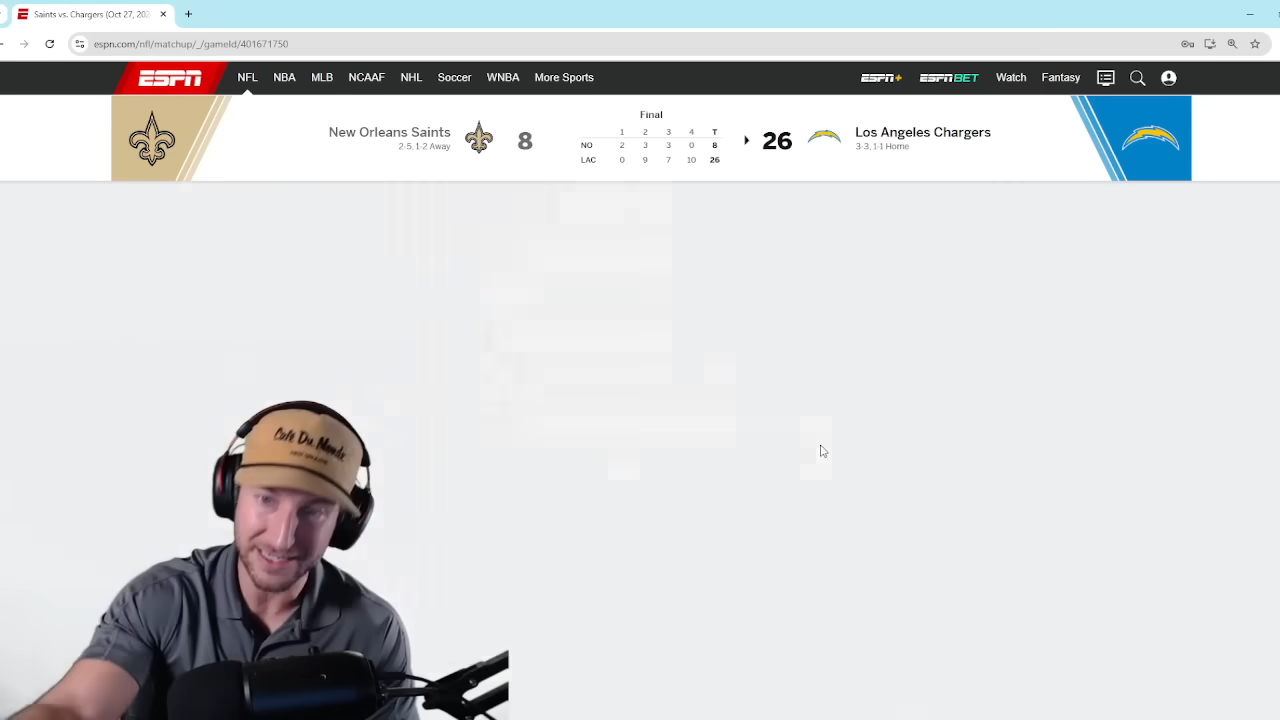 Saints vs. Chargers (Oct 27, 202
espn.com/nfl/matchup/_/gameId/401671750
ESPN NFL NBA MLB NCAAF NHL Soccer WNBA More Sports ESPN+ ESPN BET Watch Fantasy
Final
New Orleans Saints 8 26 Los Angeles Chargers
2-5, 1-2 Away 3-3, 1-1 Home
1 2 3 4 T
NO 2 3 3 0 8
LAC 0 9 7 10 26
Café Du Monde